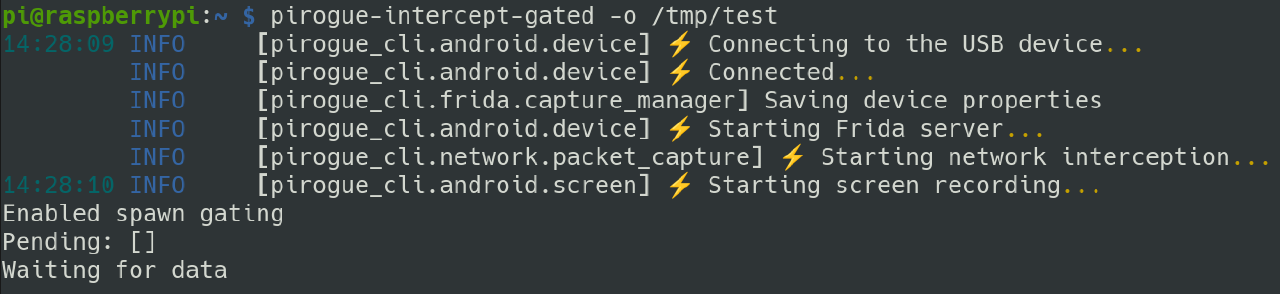 pi@raspberrypi:~ $ pirogue-intercept-gated -o /tmp/test
14:28:09 INFO [pirogue_cli.android.device] ⚡ Connecting to the USB device...
INFO [pirogue_cli.android.device] ⚡ Connected...
INFO [pirogue_cli.frida.capture_manager] Saving device properties
INFO [pirogue_cli.android.device] ⚡ Starting Frida server...
INFO [pirogue_cli.network.packet_capture] ⚡ Starting network interception...
14:28:10 INFO [pirogue_cli.android.screen] ⚡ Starting screen recording...
Enabled spawn gating
Pending: []
Waiting for data